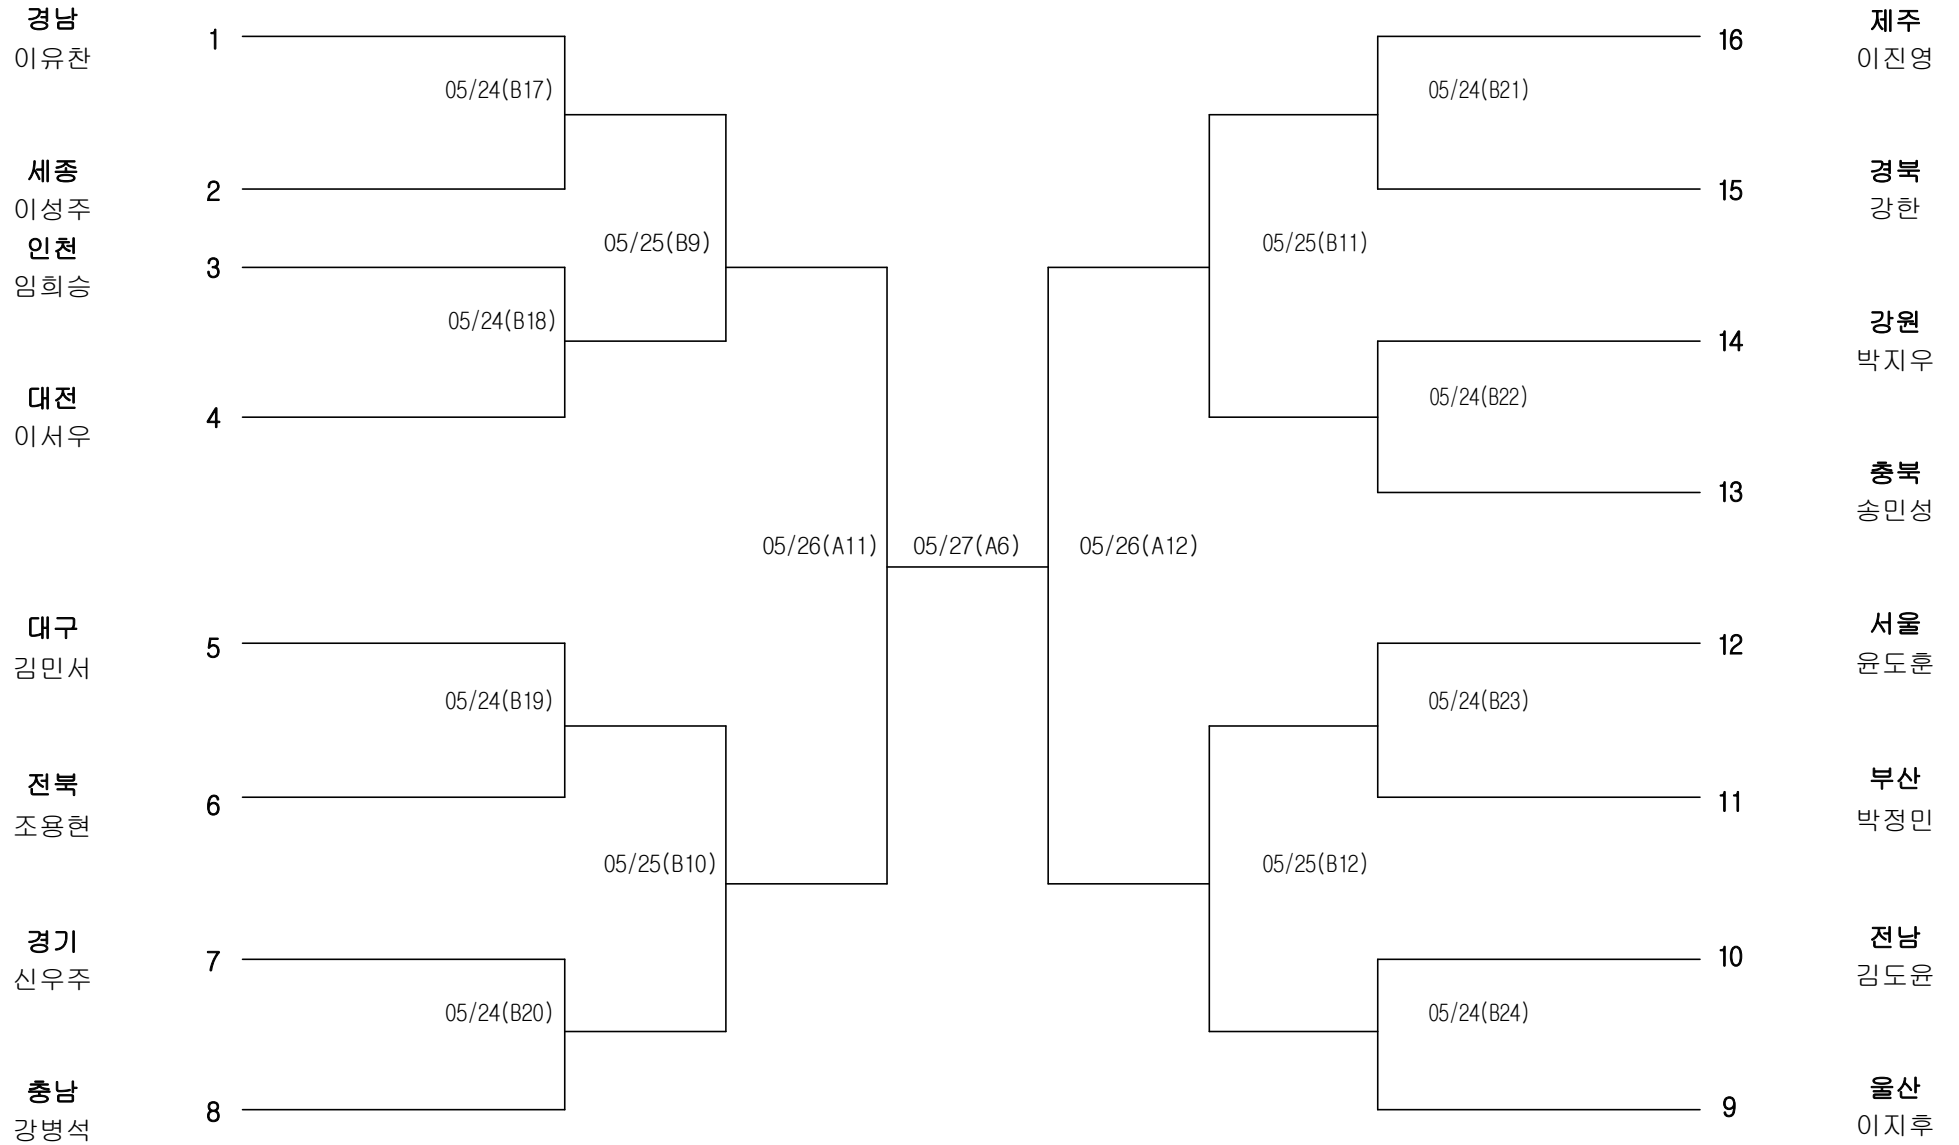 경남
이유찬
1
05/24(B17)
세종
이성주
2
인천
임희승
3
05/25(B9)
05/24(B18)
대전
이서우
4
05/26(A11)
대구
김민서
5
05/24(B19)
전북
조용현
6
05/25(B10)
경기
신우주
7
05/24(B20)
충남
강병석
8
05/27(A6)
제주
이진영
16
05/24(B21)
경북
강한
15
05/25(B11)
강원
박지우
14
05/24(B22)
충북
송민성
13
05/26(A12)
서울
윤도훈
12
05/24(B23)
부산
박정민
11
05/25(B12)
전남
김도윤
10
05/24(B24)
울산
이지후
9